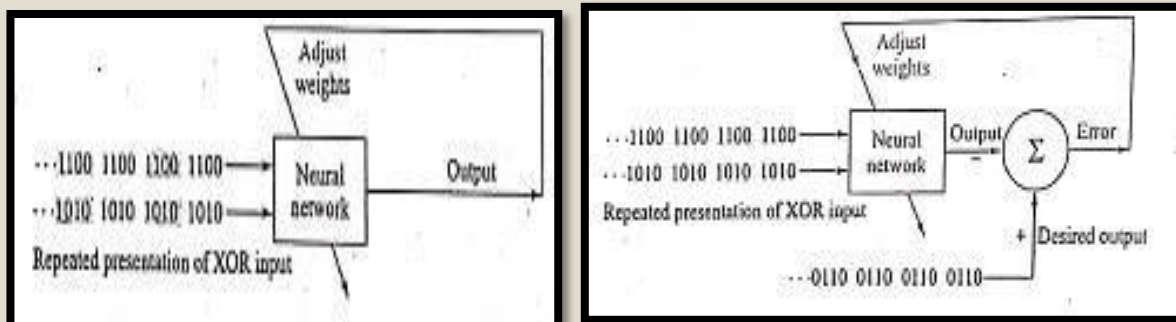 Adjust
weights
···1100 1100 1100 1100
···1010 1010 1010 1010
Neural
network
Output
Repeated presentation of XOR input
Adjust
weights
···1100 1100 1100 1100
···1010 1010 1010 1010
Neural
network
Output
−
Σ
Error
Repeated presentation of XOR input
+ Desired output
···0110 0110 0110 0110